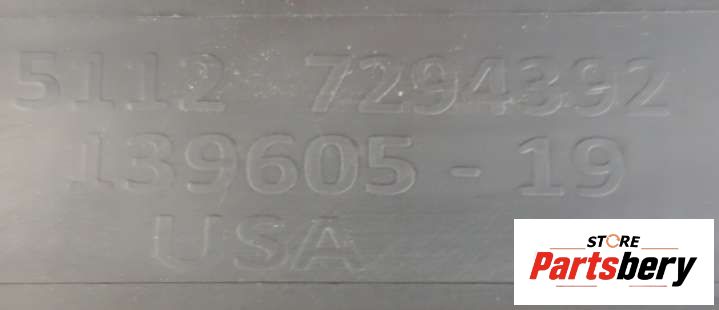 5112 7294392
139605 - 19
USA
STORE
Partsbery